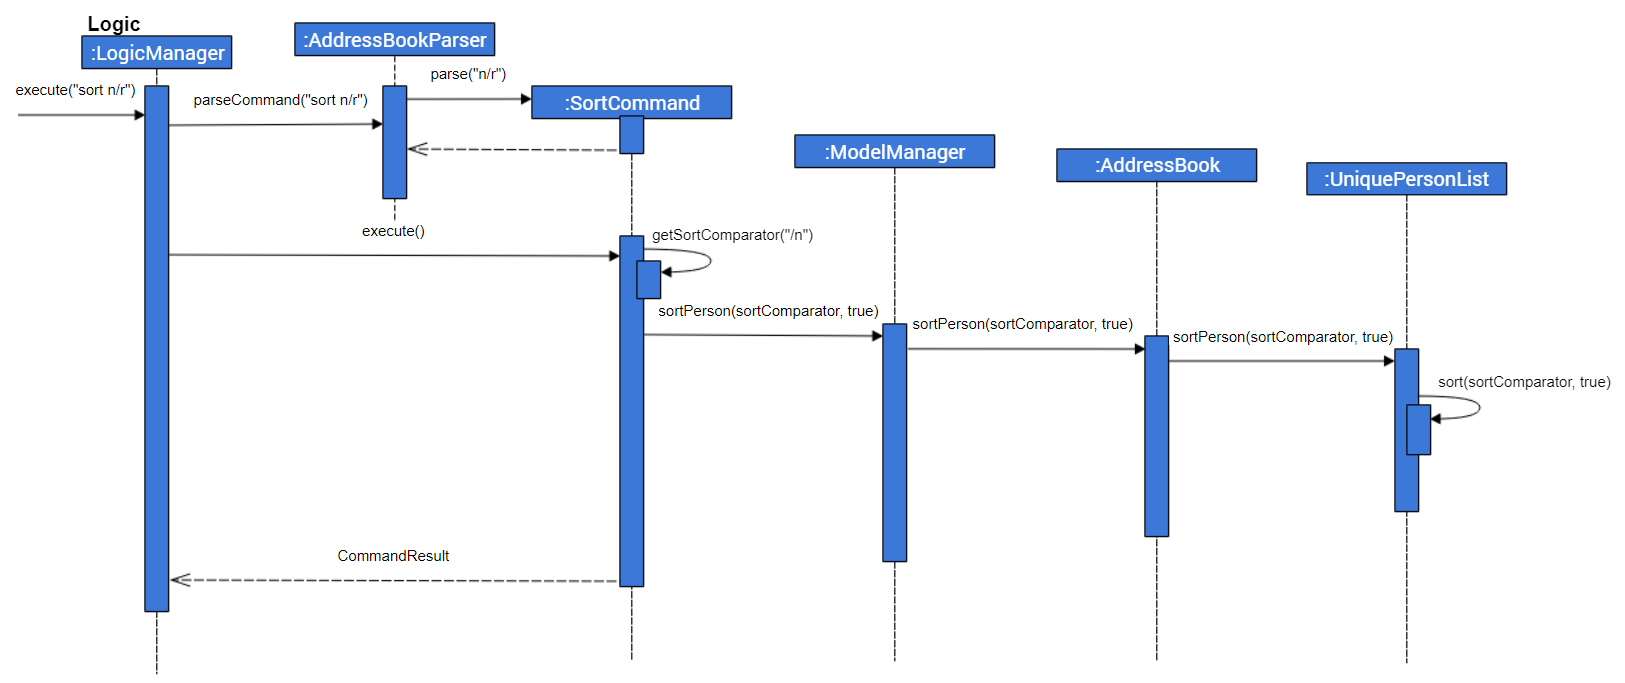 Logic
:LogicManager
:AddressBookParser
parse("n/r")
execute("sort n/r")
parseCommand("sort n/r")
:SortCommand
:ModelManager
:AddressBook
:UniquePersonList
execute()
getSortComparator("/n")
sortPerson(sortComparator, true)
sortPerson(sortComparator, true)
sortPerson(sortComparator, true)
sort(sortComparator, true)
CommandResult